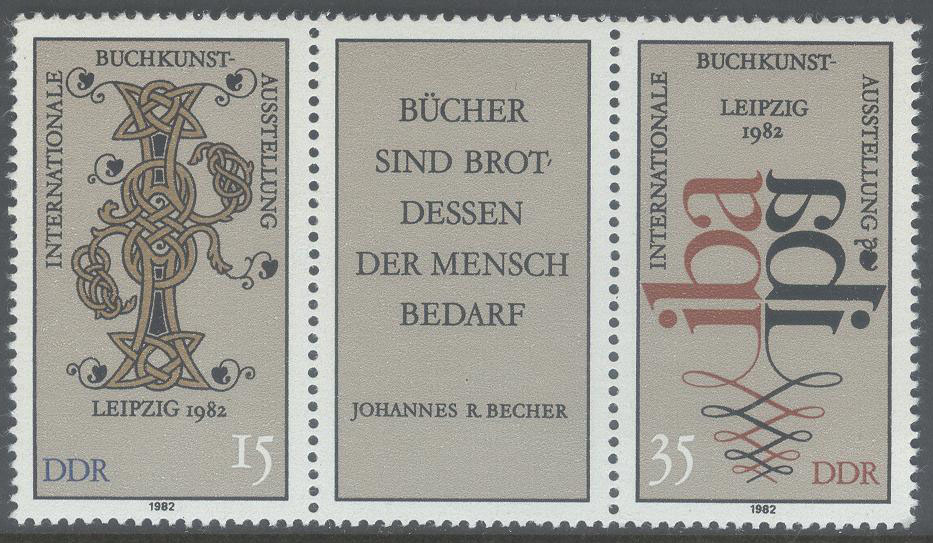 INTERNATIONALE
BUCHKUNST-
AUSSTELLUNG
LEIPZIG 1982
DDR
15
1982
BÜCHER
SIND BROT,
DESSEN
DER MENSCH
BEDARF
JOHANNES R. BECHER
INTERNATIONALE
BUCHKUNST-
AUSSTELLUNG
LEIPZIG
1982
iba
iba
35
DDR
1982